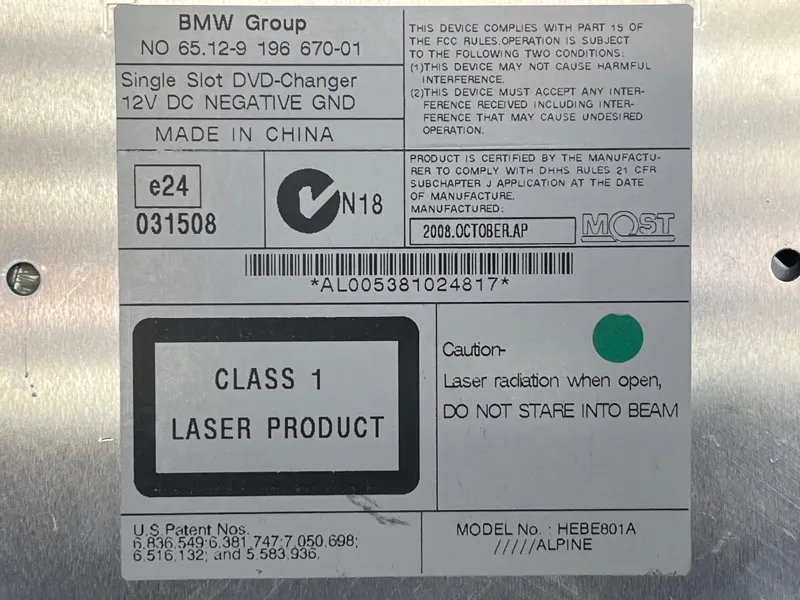 BMW Group
NO 65.12-9 196 670-01
Single Slot DVD-Changer
12V DC NEGATIVE GND
MADE IN CHINA
THIS DEVICE COMPLIES WITH PART 15 OF
THE FCC RULES.OPERATION IS SUBJECT
TO THE FOLLOWING TWO CONDITIONS:
(1)THIS DEVICE MAY NOT CAUSE HARMFUL
INTERFERENCE.
(2)THIS DEVICE MUST ACCEPT ANY INTER-
FERENCE RECEIVED INCLUDING INTER-
FERENCE THAT MAY CAUSE UNDESIRED
OPERATION.
e24
031508
N18
PRODUCT IS CERTIFIED BY THE MANUFACTU-
RER TO COMPLY WITH DHHS RULES 21 CFR
SUBCHAPTER J APPLICATION AT THE DATE
OF MANUFACTURE.
MANUFACTURED:
2008.OCTOBER.AP
MOST
*AL005381024817*
CLASS 1
LASER PRODUCT
Caution-
Laser radiation when open,
DO NOT STARE INTO BEAM
U.S.Patent Nos.
6,836,549;6,381,747;7,050,698;
6,516,132; and 5,583,936.
MODEL No. : HEBE801A
/////ALPINE